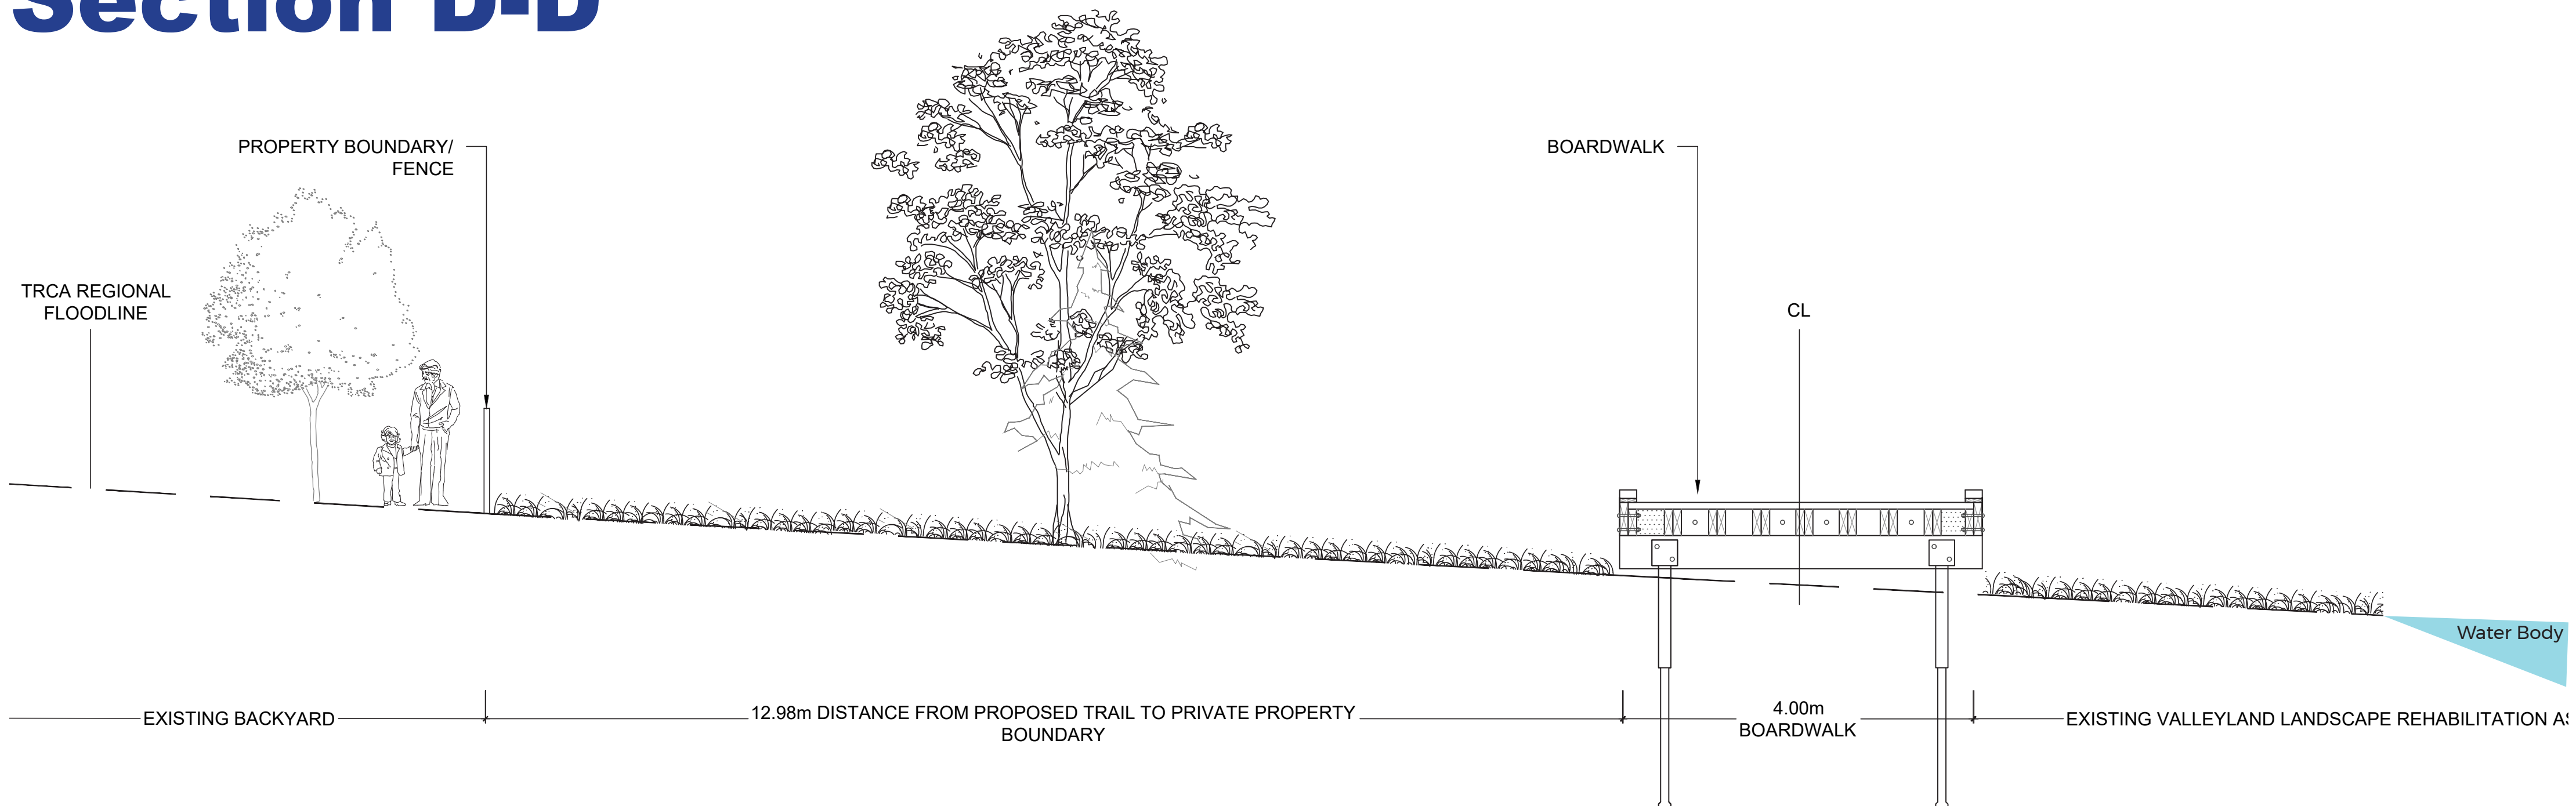 Section D-D
PROPERTY BOUNDARY/
FENCE
BOARDWALK
TRCA REGIONAL
FLOODLINE
CL
Water Body
EXISTING BACKYARD
12.98m DISTANCE FROM PROPOSED TRAIL TO PRIVATE PROPERTY
BOUNDARY
4.00m
BOARDWALK
EXISTING VALLEYLAND LANDSCAPE REHABILITATION